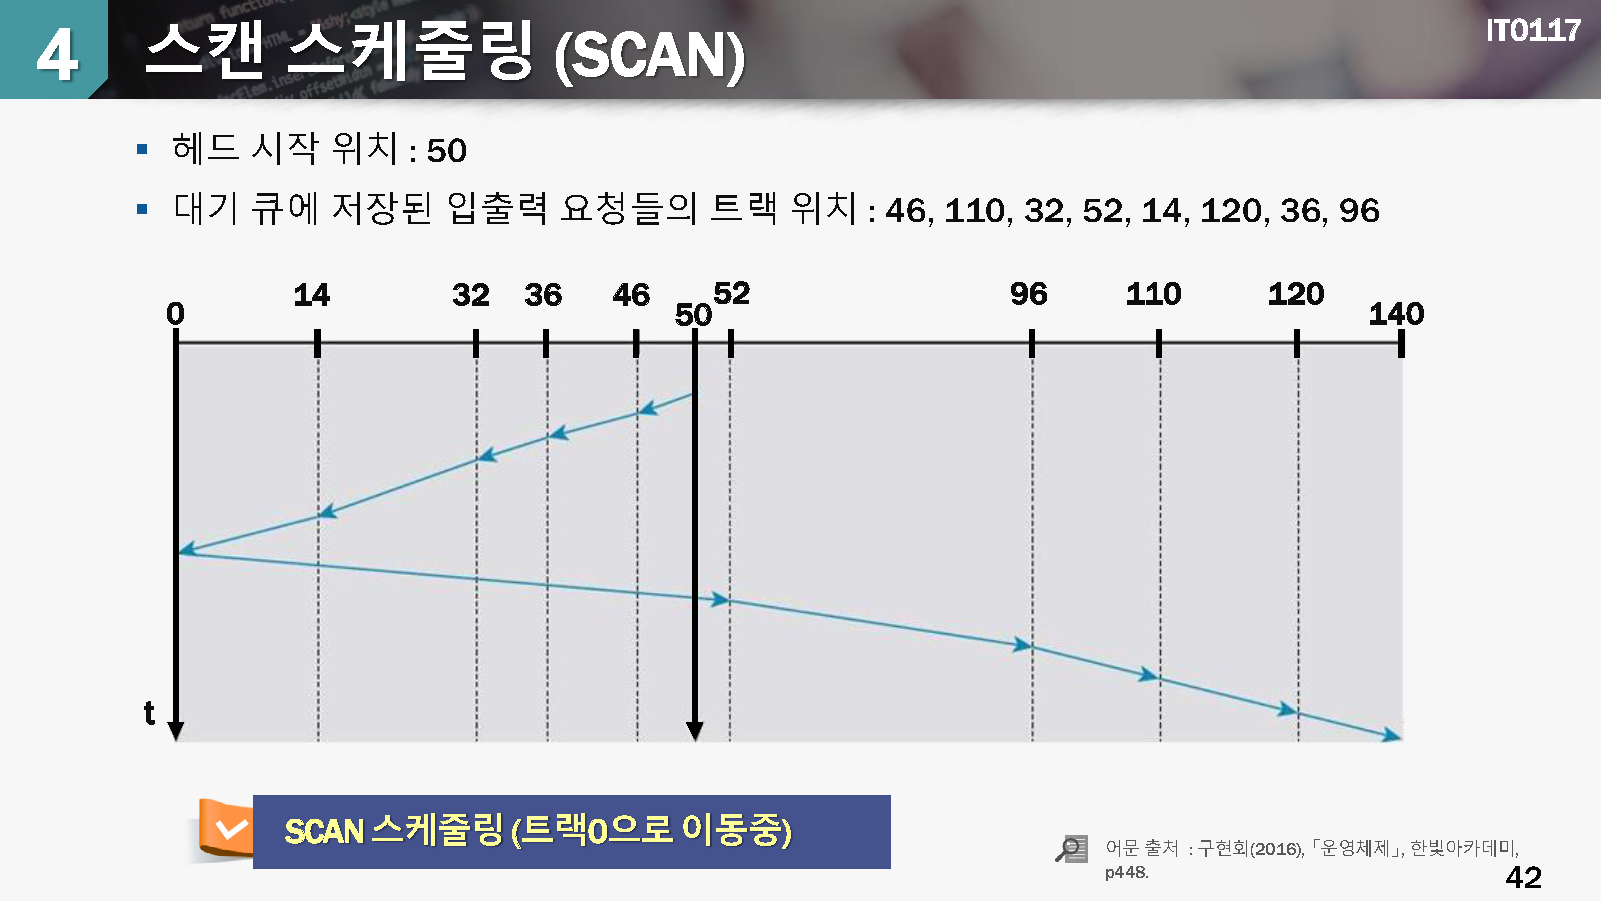 4 스캔 스케줄링 (SCAN)
IT0117
헤드 시작 위치 : 50
대기 큐에 저장된 입출력 요청들의 트랙 위치 : 46, 110, 32, 52, 14, 120, 36, 96
0 14 32 36 46 50 52 96 110 120 140
t
SCAN 스케줄링 (트랙0으로 이동중)
어문 출처 : 구현회(2016), 「운영체제」, 한빛아카데미,
p448.
42